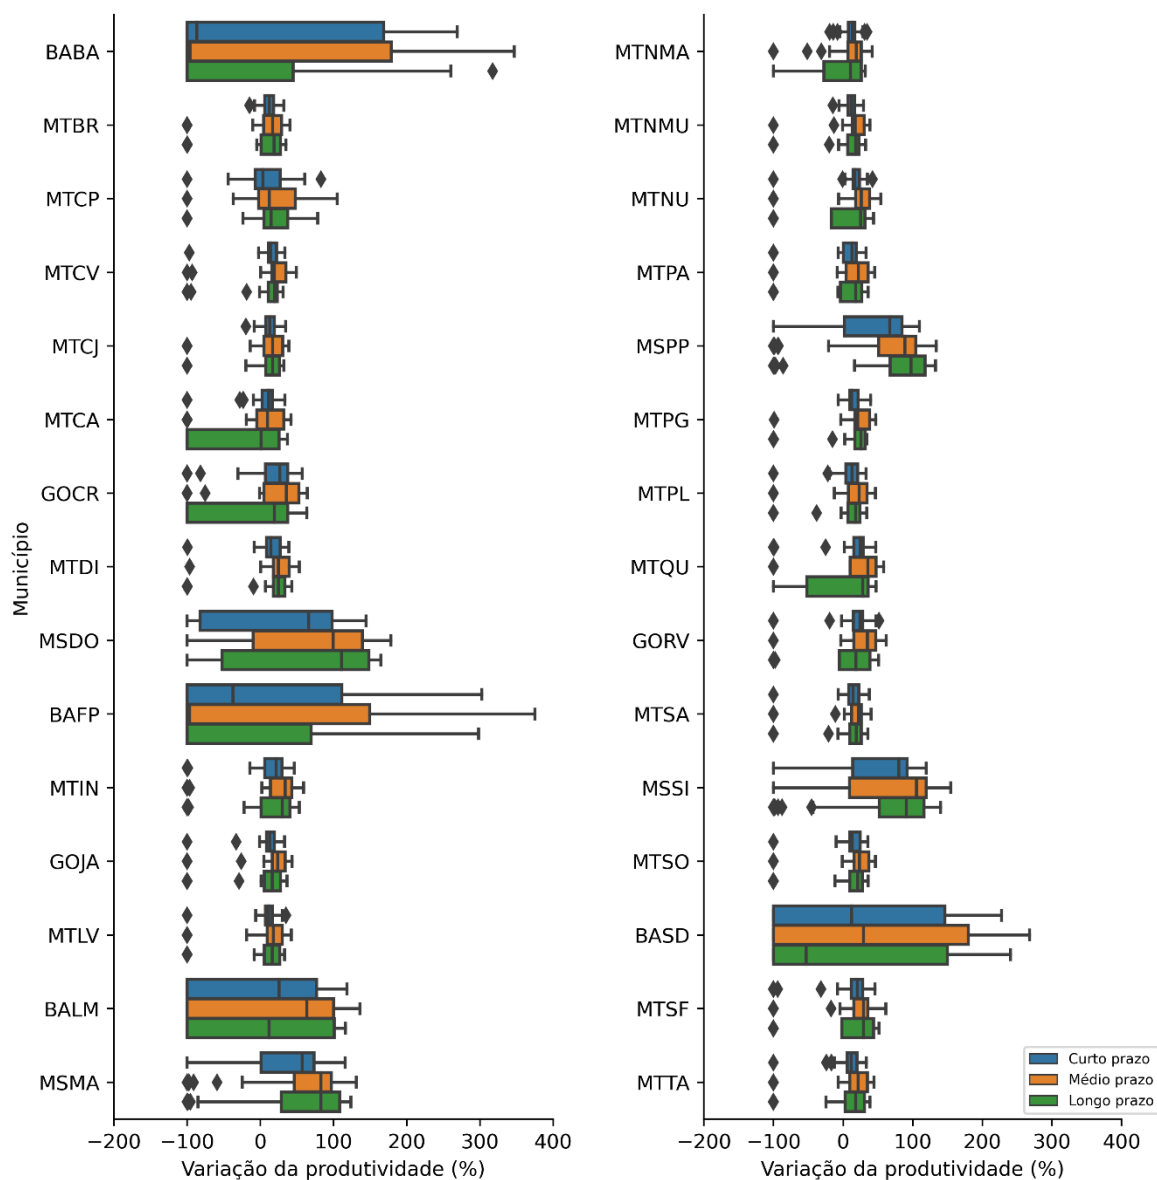 Município
BABA
MTBR
MTCP
MTCV
MTCJ
MTCA
GOCR
MTDI
MSDO
BAFP
MTIN
GOJA
MTLV
BALM
MSMA
−200 −100 0 100 200 300 400
Variação da produtividade (%)
MTNMA
MTNMU
MTNU
MTPA
MSPP
MTPG
MTPL
MTQU
GORV
MTSA
MSSI
MTSO
BASD
MTSF
MTTA
Curto prazo
Médio prazo
Longo prazo
−200 −100 0 100 200 300 400
Variação da produtividade (%)